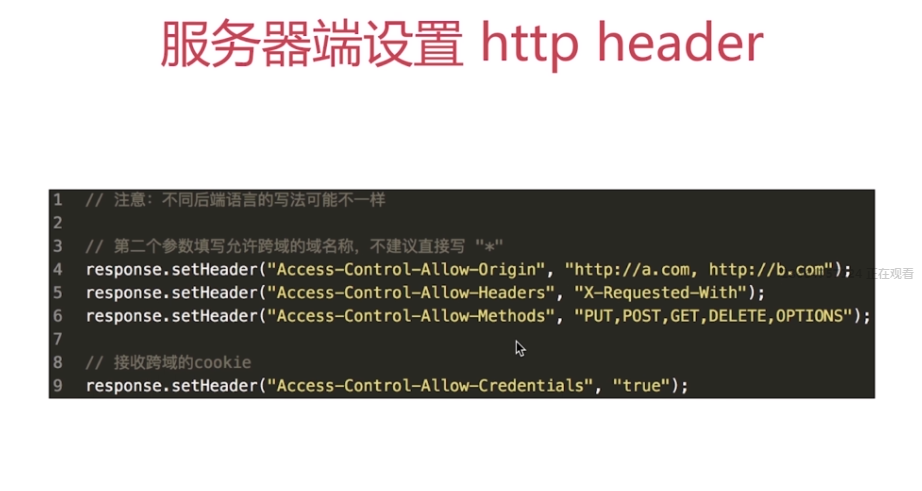 服务器端设置 http header
1 // 注意：不同后端语言的写法可能不一样
2
3 // 第二个参数填写允许跨域的域名称，不建议直接写 "*"
4 response.setHeader("Access-Control-Allow-Origin", "http://a.com, http://b.com");
正在观看
5 response.setHeader("Access-Control-Allow-Headers", "X-Requested-With");
6 response.setHeader("Access-Control-Allow-Methods", "PUT,POST,GET,DELETE,OPTIONS");
7
8 // 接收跨域的cookie
9 response.setHeader("Access-Control-Allow-Credentials", "true");